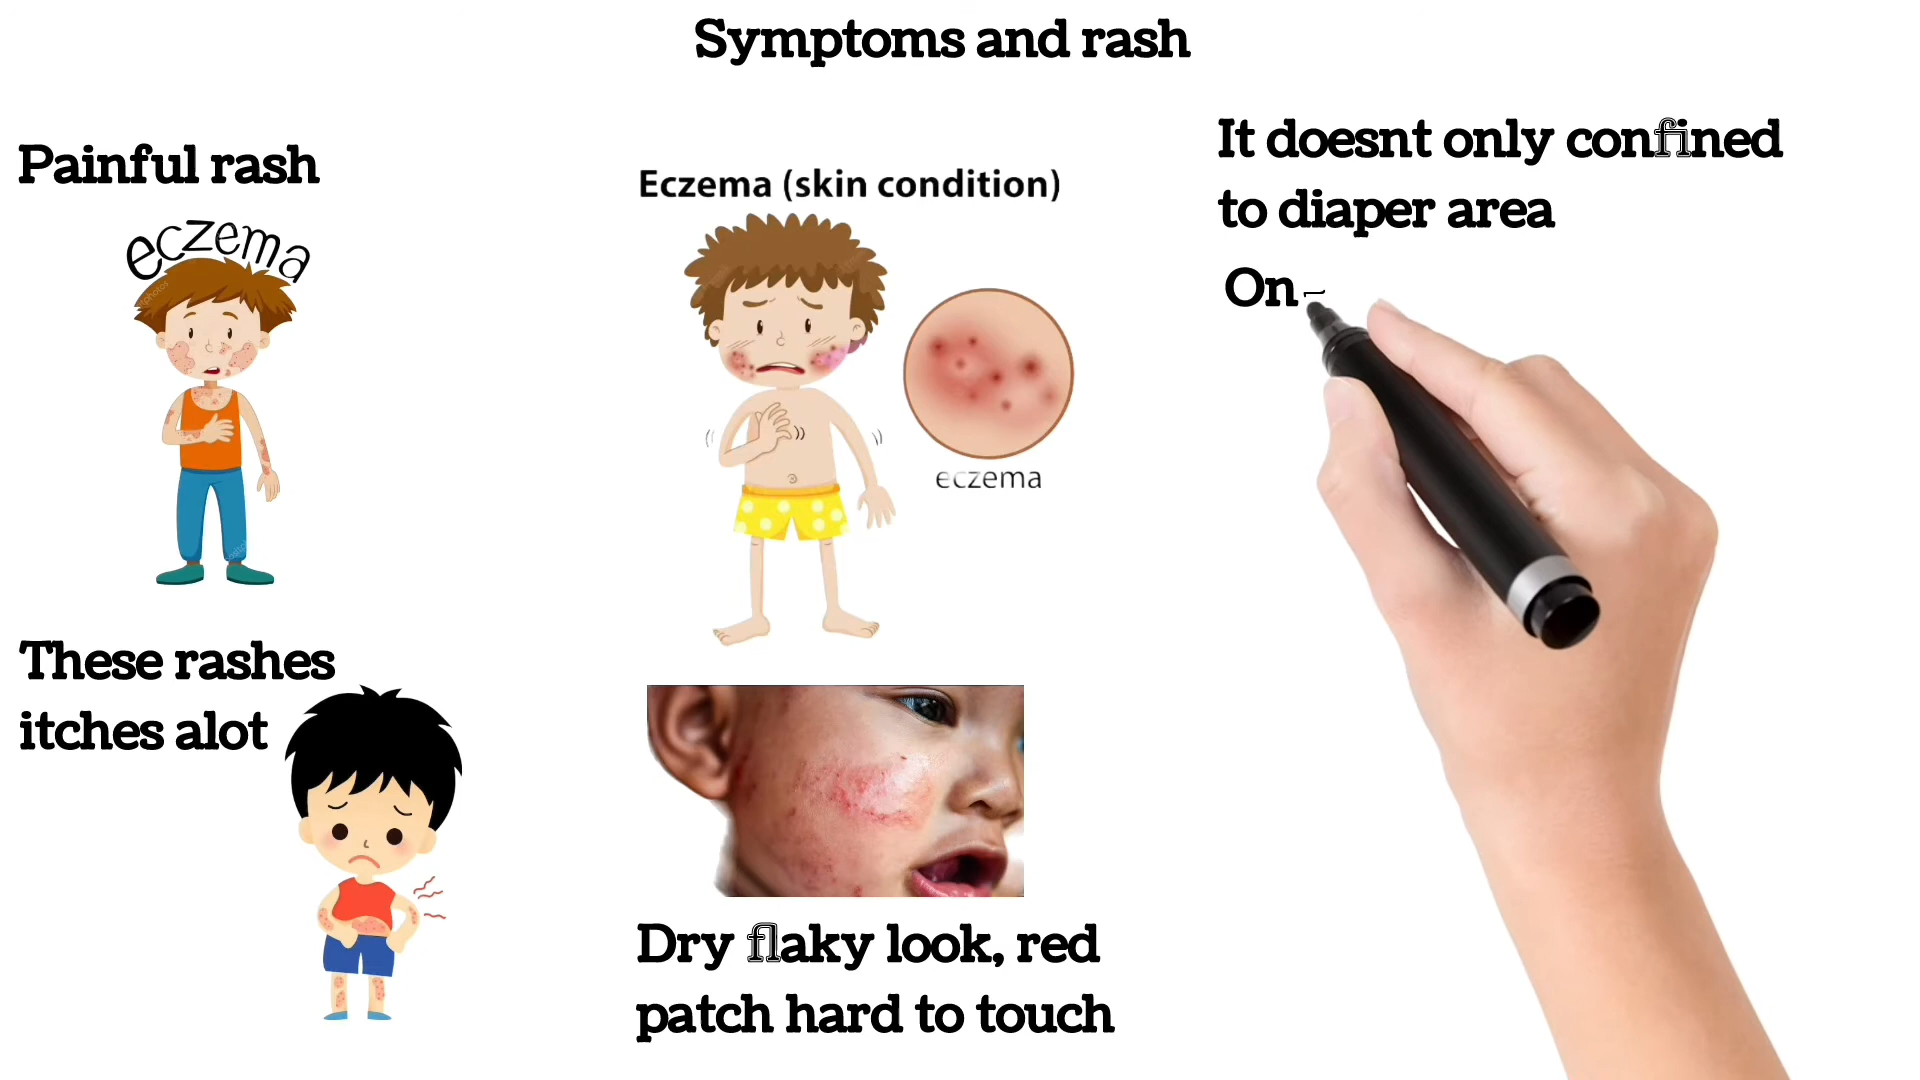 Symptoms and rash
Painful rash
eczema
These rashes
itches alot
Eczema (skin condition)
eczema
Dry flaky look, red
patch hard to touch
It doesnt only confined
to diaper area
On